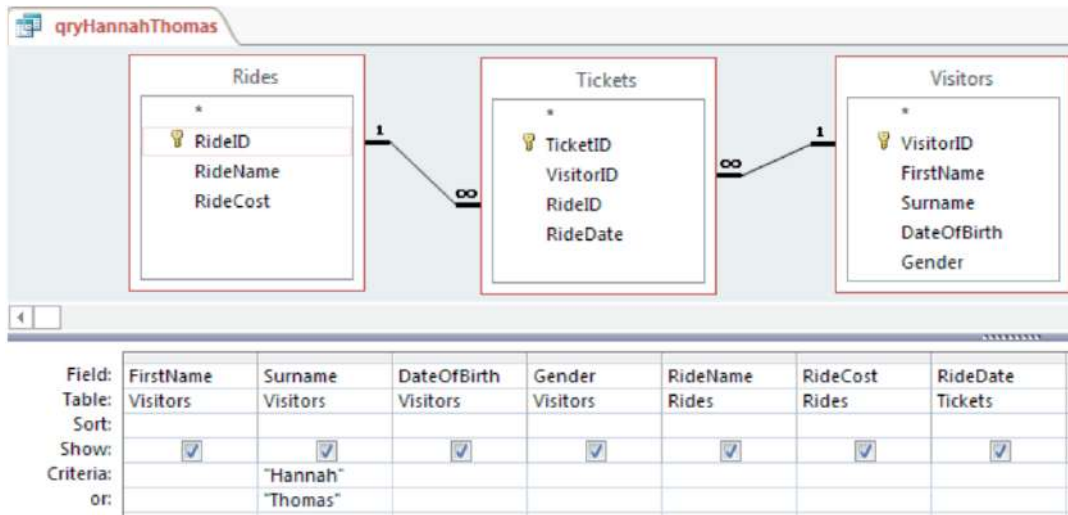 qryHannahThomas
Rides
*
RideID
RideName
RideCost
1
∞
Tickets
*
TicketID
VisitorID
RideID
RideDate
∞
1
Visitors
*
VisitorID
FirstName
Surname
DateOfBirth
Gender
Field: FirstName Surname DateOfBirth Gender RideName RideCost RideDate
Table: Visitors Visitors Visitors Visitors Rides Rides Tickets
Sort:
Show:
Criteria: "Hannah"
or: "Thomas"